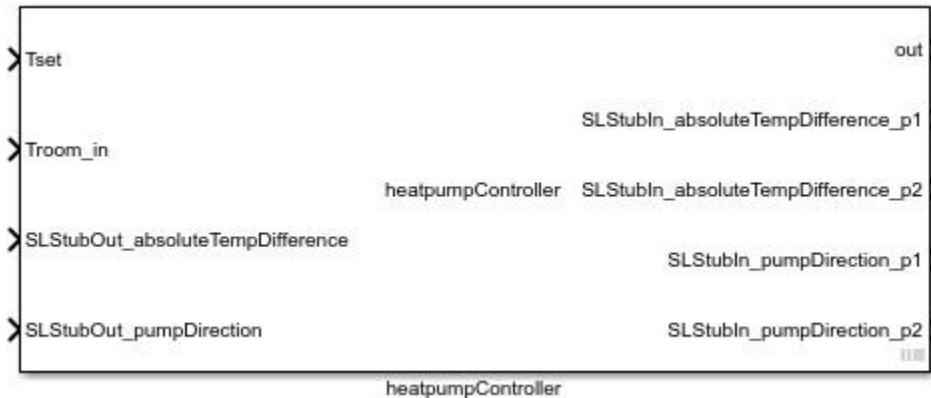 Tset
out
SLStubIn_absoluteTempDifference_p1
Troom_in
heatpumpController
SLStubIn_absoluteTempDifference_p2
SLStubOut_absoluteTempDifference
SLStubIn_pumpDirection_p1
SLStubOut_pumpDirection
SLStubIn_pumpDirection_p2
heatpumpController